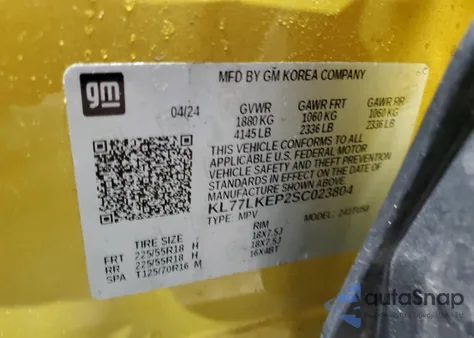 gm
MFD BY GM KOREA COMPANY
04/24 GVWR GAWR FRT GAWR RR
1880 KG 1060 KG 1060 KG
4145 LB 2336 LB 2336 LB
THIS VEHICLE CONFORMS TO ALL
APPLICABLE U.S. FEDERAL MOTOR
VEHICLE SAFETY AND THEFT PREVENTION
STANDARDS IN EFFECT ON THE DATE OF
MANUFACTURE SHOWN ABOVE
KL77LKEP2SC023804
TYPE: MPV MODEL:
TIRE SIZE RIM
FRT 225/55R18 H 18X7.5J
RR 225/55R18 H 18X7.5J
SPA T125/70R16 M 16X4BT
autaSnap